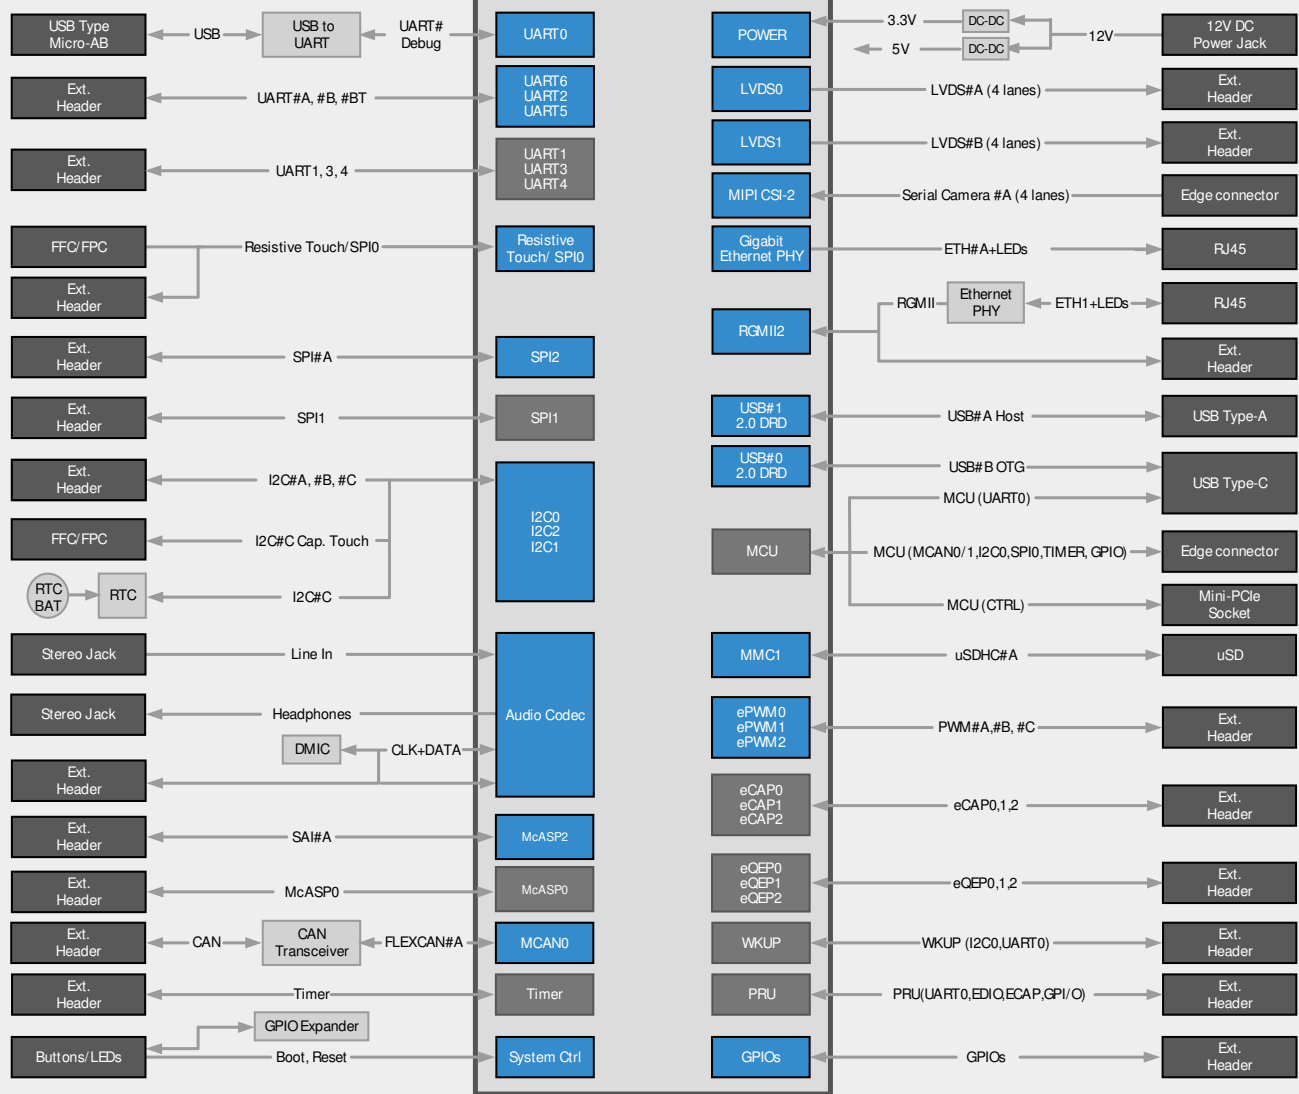 USB Type
Micro-AB
USB
USB to
UART
UART#
Debug
UART0
Ext.
Header
UART#A, #B, #BT
UART6
UART2
UART5
Ext.
Header
UART1, 3, 4
UART1
UART3
UART4
FFC/FPC
Resistive Touch/SPI0
Resistive
Touch/ SPI0
Ext.
Header
Ext.
Header
SPI#A
SPI2
Ext.
Header
SPI1
SPI1
Ext.
Header
I2C#A, #B, #C
I2C0
I2C2
I2C1
FFC/FPC
I2C#C Cap. Touch
RTC
BAT
RTC
I2C#C
Stereo Jack
Line In
Audio Codec
Stereo Jack
Headphones
DMIC
CLK+DATA
Ext.
Header
Ext.
Header
SAI#A
McASP2
Ext.
Header
McASP0
McASP0
Ext.
Header
CAN
CAN
Transceiver
FLEXCAN#A
MCAN0
Ext.
Header
Timer
Timer
GPIO Expander
Buttons/LEDs
Boot, Reset
System Ctrl
POWER
3.3V
DC-DC
5V
DC-DC
12V
12V DC
Power Jack
LVDS0
LVDS#A (4 lanes)
Ext.
Header
LVDS1
LVDS#B (4 lanes)
Ext.
Header
MIPI CSI-2
Serial Camera #A (4 lanes)
Edge connector
Gigabit
Ethernet PHY
ETH#A+LEDs
RJ45
RGMII2
RGMII
Ethernet
PHY
ETH1+LEDs
RJ45
Ext.
Header
USB#1
2.0 DRD
USB#A Host
USB Type-A
USB#0
2.0 DRD
USB#B OTG
USB Type-C
MCU (UART0)
MCU
MCU (MCAN0/1,I2C0,SPI0,TIMER, GPIO)
Edge connector
MCU (CTRL)
Mini-PCIe
Socket
MMC1
uSDHC#A
uSD
ePWM0
ePWM1
ePWM2
PWM#A,#B, #C
Ext.
Header
eCAP0
eCAP1
eCAP2
eCAP0,1,2
Ext.
Header
eQEP0
eQEP1
eQEP2
eQEP0,1,2
Ext.
Header
WKUP
WKUP (I2C0,UART0)
Ext.
Header
PRU
PRU(UART0,EDIO,ECAP,GPI/O)
Ext.
Header
GPIOs
GPIOs
Ext.
Header